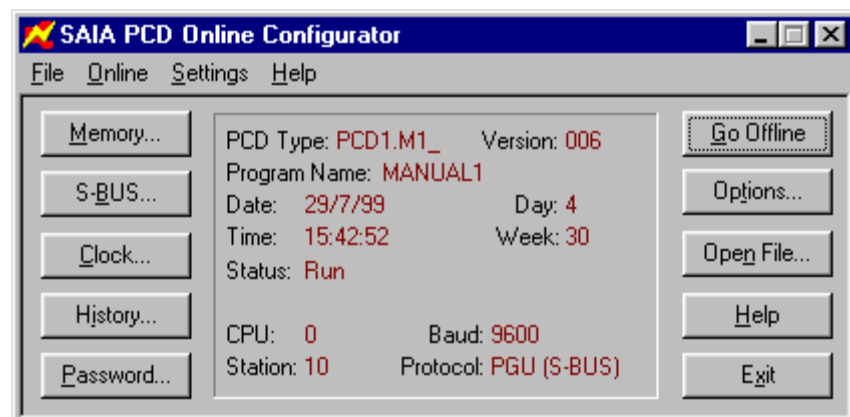 SAIA PCD Online Configurator
File Online Settings Help
Memory...
S-BUS...
Clock...
History...
Password...
PCD Type: PCD1.M1_ Version: 006
Program Name: MANUAL1
Date: 29/7/99 Day: 4
Time: 15:42:52 Week: 30
Status: Run
CPU: 0 Baud: 9600
Station: 10 Protocol: PGU (S-BUS)
Go Offline
Options...
Open File...
Help
Exit